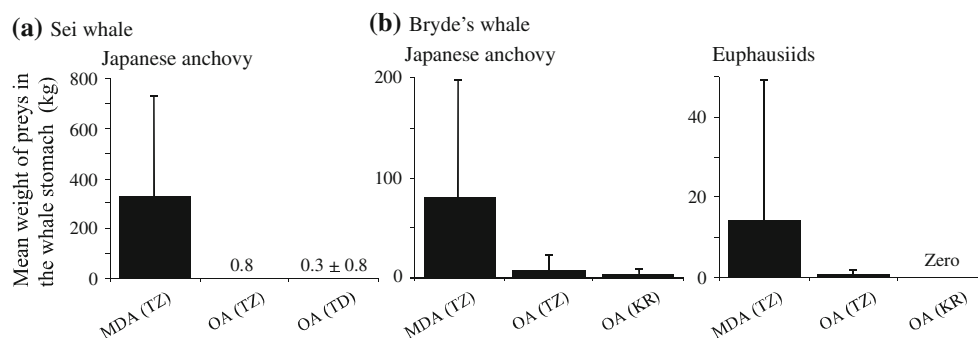 (a) Sei whale
(b) Bryde's whale
Japanese anchovy
Japanese anchovy
Euphausiids
Mean weight of preys in
the whale stomach (kg)
800
600
400
200
0
0.8
0.3 ± 0.8
MDA (TZ)
OA (TZ)
OA (TD)
200
100
0
MDA (TZ)
OA (TZ)
OA (KR)
40
20
0
Zero
MDA (TZ)
OA (TZ)
OA (KR)